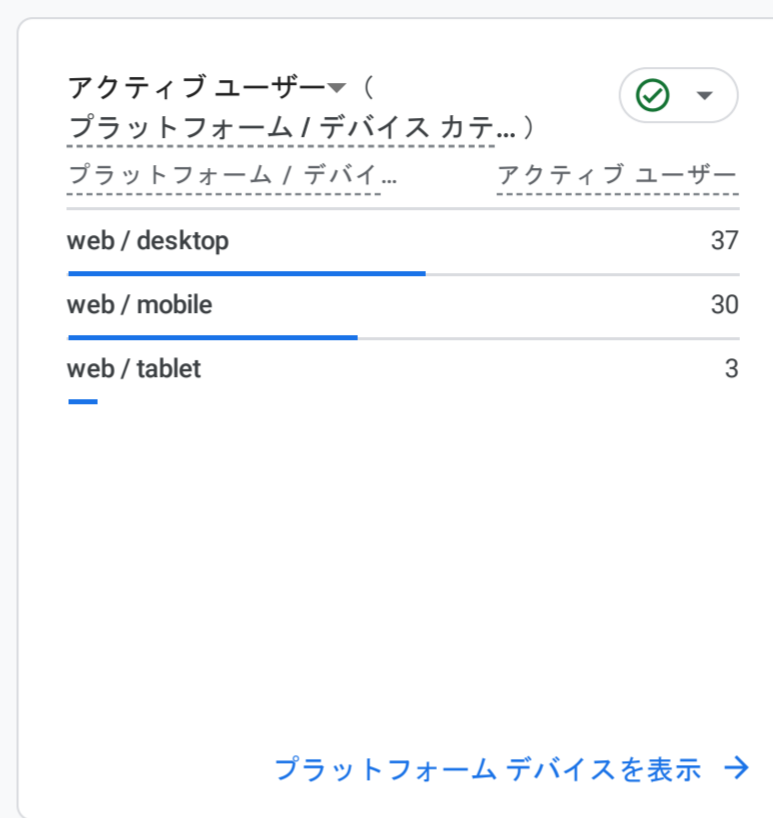 アクティブ ユーザー▼（
プラットフォーム / デバイス カテ...）
プラットフォーム / デバイ... アクティブ ユーザー
web / desktop 37
web / mobile 30
web / tablet 3
プラットフォーム デバイスを表示 →